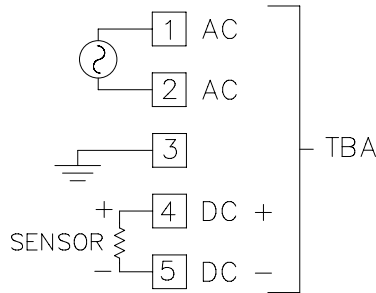 1 AC
2 AC
3
TBA
+ 4 DC +
SENSOR
- 5 DC -